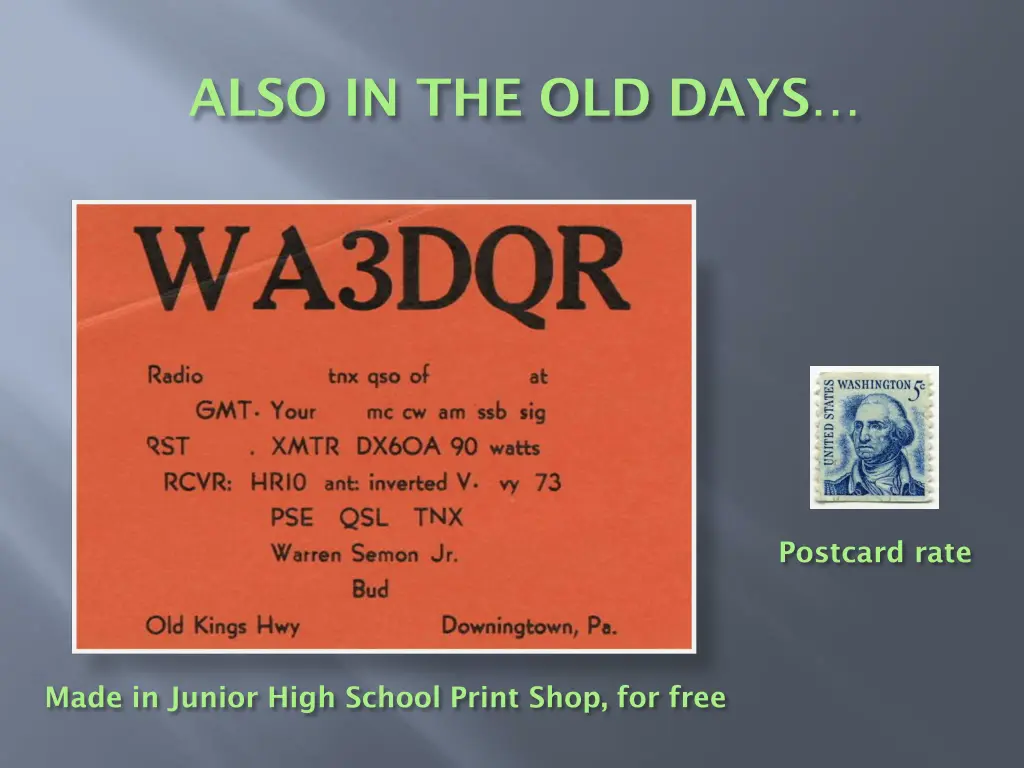 ALSO IN THE OLD DAYS…
WA3DQR
Radio tnx qso of at
GMT. Your mc cw am ssb sig
RST . XMTR DX6OA 90 watts
RCVR: HR10 ant: inverted V. vy 73
PSE QSL TNX
Warren Semon Jr.
Bud
Old Kings Hwy Downingtown, Pa.
Made in Junior High School Print Shop, for free
UNITED STATES
WASHINGTON 5c
Postcard rate